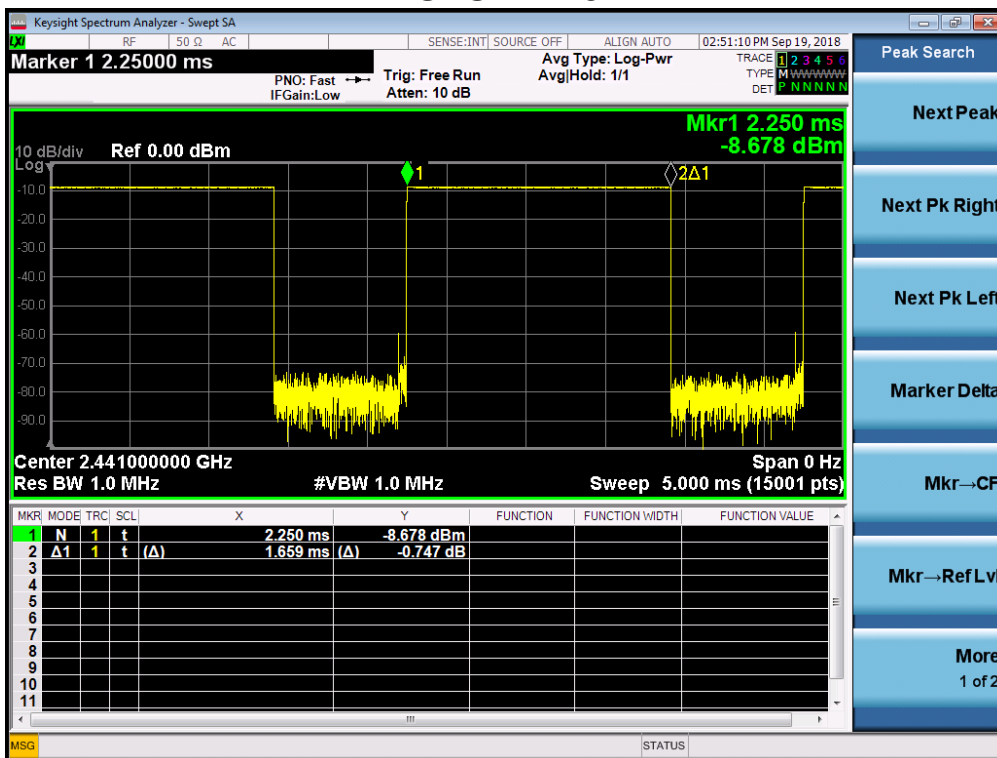 Keysight Spectrum Analyzer - Swept SA
LXI RF 50 Ω AC SENSE:INT SOURCE OFF ALIGN AUTO 02:51:10 PM Sep 19, 2018
Marker 1 2.25000 ms
PNO: Fast
IFGain:Low
Trig: Free Run
Atten: 10 dB
Avg Type: Log-Pwr
Avg|Hold: 1/1
TRACE 1 2 3 4 5 6
TYPE M WWWWW
DET P N N N N N
Mkr1 2.250 ms
-8.678 dBm
10 dB/div Ref 0.00 dBm
Log
1
2Δ1
-10.0
-20.0
-30.0
-40.0
-50.0
-60.0
-70.0
-80.0
-90.0
Center 2.441000000 GHz Span 0 Hz
Res BW 1.0 MHz #VBW 1.0 MHz Sweep 5.000 ms (15001 pts)
MKR MODE TRC SCL X Y FUNCTION FUNCTION WIDTH FUNCTION VALUE
1 N 1 t 2.250 ms -8.678 dBm
2 Δ1 1 t (Δ) 1.659 ms (Δ) -0.747 dB
3
4
5
6
7
8
9
10
11
MSG STATUS
Peak Search
Next Peak
Next Pk Right
Next Pk Left
Marker Delta
Mkr→CF
Mkr→Ref Lvl
More
1 of 2